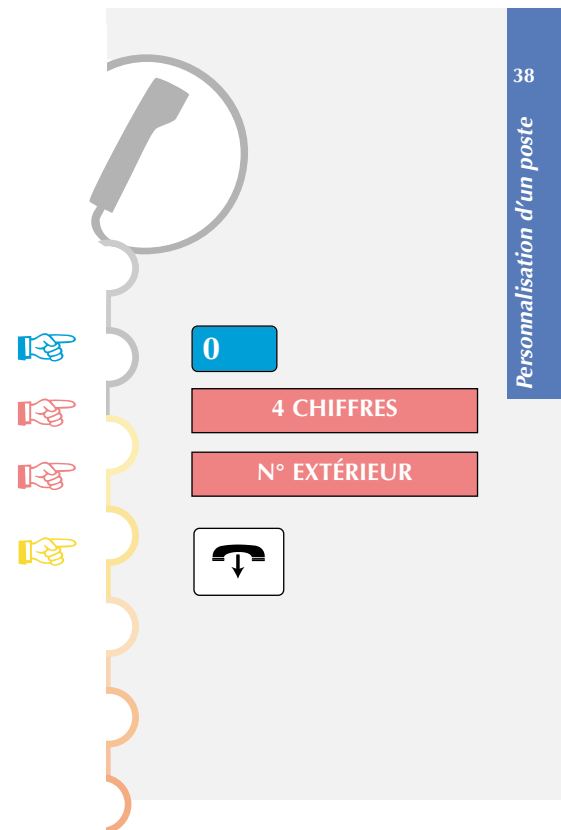 38
Personnalisation d'un poste
0
4 CHIFFRES
N° EXTÉRIEUR